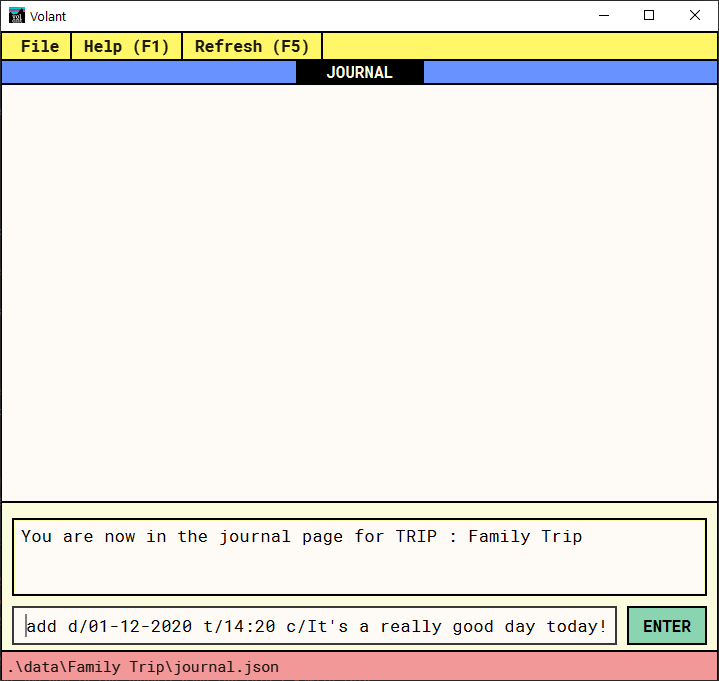 Volant
File Help (F1) Refresh (F5)
JOURNAL
You are now in the journal page for TRIP : Family Trip
add d/01-12-2020 t/14:20 c/It's a really good day today!
ENTER
.\data\Family Trip\journal.json